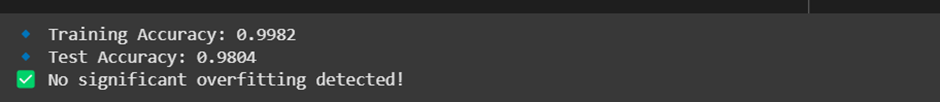 🔹 Training Accuracy: 0.9982
🔹 Test Accuracy: 0.9804
✅ No significant overfitting detected!